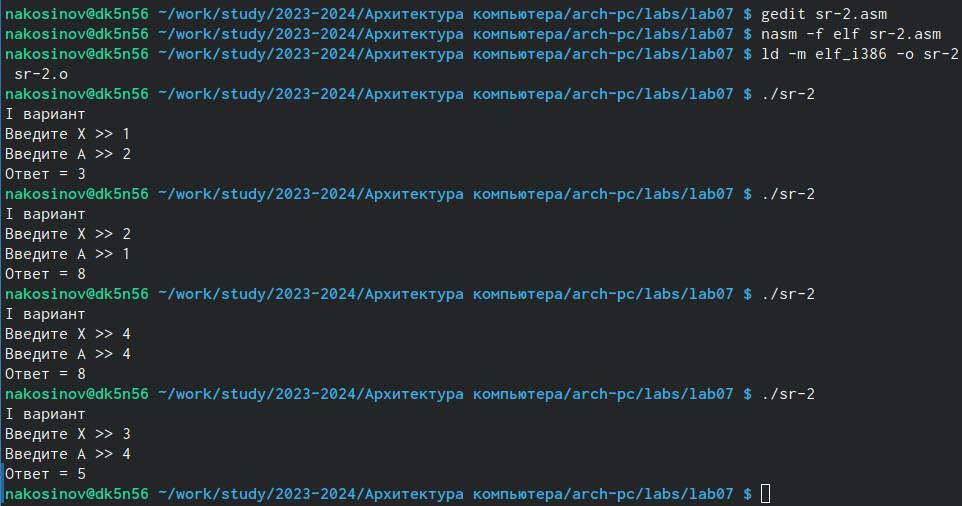 nakosinov@dk5n56 ~/work/study/2023-2024/Архитектура компьютера/arch-pc/labs/lab07 $ gedit sr-2.asm
nakosinov@dk5n56 ~/work/study/2023-2024/Архитектура компьютера/arch-pc/labs/lab07 $ nasm -f elf sr-2.asm
nakosinov@dk5n56 ~/work/study/2023-2024/Архитектура компьютера/arch-pc/labs/lab07 $ ld -m elf_i386 -o sr-2
 sr-2.o
nakosinov@dk5n56 ~/work/study/2023-2024/Архитектура компьютера/arch-pc/labs/lab07 $ ./sr-2
I вариант
Введите X >> 1
Введите A >> 2
Ответ = 3
nakosinov@dk5n56 ~/work/study/2023-2024/Архитектура компьютера/arch-pc/labs/lab07 $ ./sr-2
I вариант
Введите X >> 2
Введите A >> 1
Ответ = 8
nakosinov@dk5n56 ~/work/study/2023-2024/Архитектура компьютера/arch-pc/labs/lab07 $ ./sr-2
I вариант
Введите X >> 4
Введите A >> 4
Ответ = 8
nakosinov@dk5n56 ~/work/study/2023-2024/Архитектура компьютера/arch-pc/labs/lab07 $ ./sr-2
I вариант
Введите X >> 3
Введите A >> 4
Ответ = 5
nakosinov@dk5n56 ~/work/study/2023-2024/Архитектура компьютера/arch-pc/labs/lab07 $